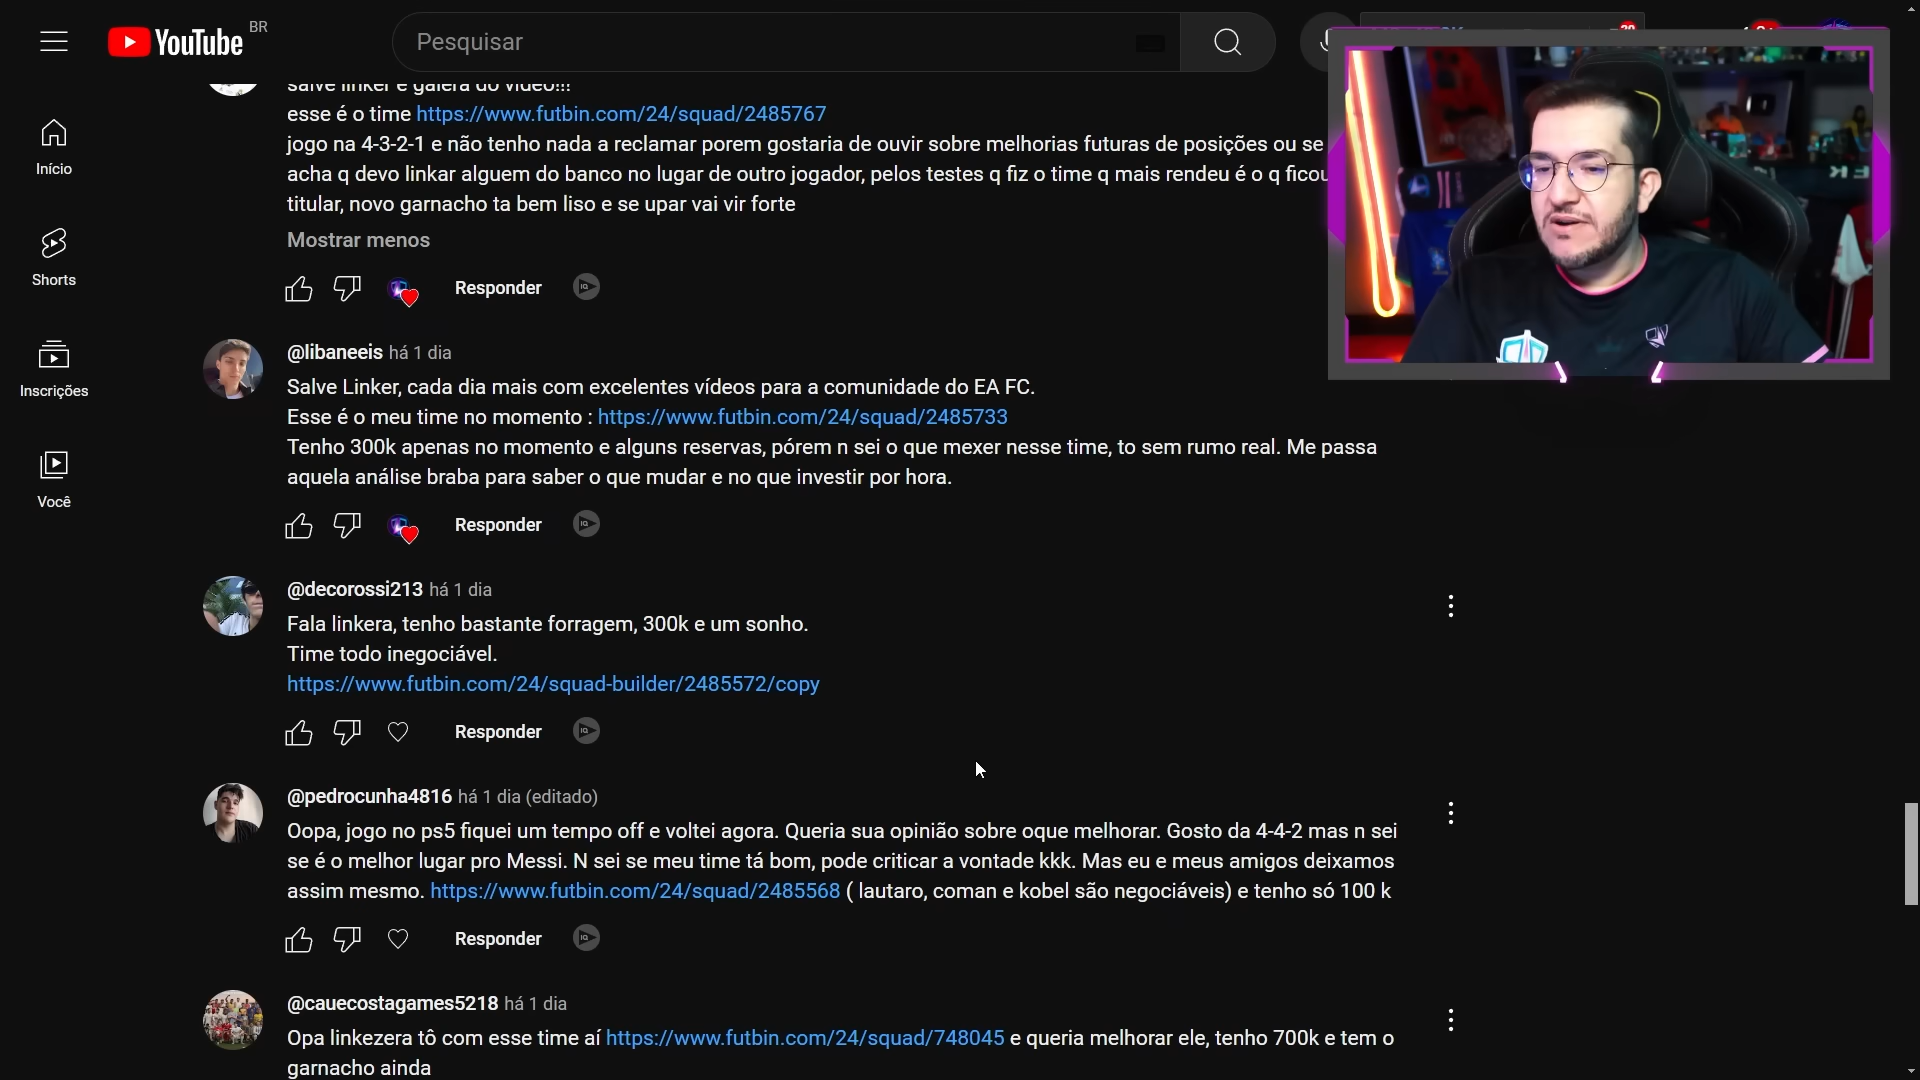 YouTube BR
Pesquisar
Início
Shorts
Inscrições
Você
salve linker e galera do vídeo!!!
esse é o time https://www.futbin.com/24/squad/2485767
jogo na 4-3-2-1 e não tenho nada a reclamar porem gostaria de ouvir sobre melhorias futuras de posições ou se
acha q devo linkar alguem do banco no lugar de outro jogador, pelos testes q fiz o time q mais rendeu é o q ficou
titular, novo garnacho ta bem liso e se upar vai vir forte
Mostrar menos
Responder
@libaneeis há 1 dia
Salve Linker, cada dia mais com excelentes vídeos para a comunidade do EA FC.
Esse é o meu time no momento : https://www.futbin.com/24/squad/2485733
Tenho 300k apenas no momento e alguns reservas, pórem n sei o que mexer nesse time, to sem rumo real. Me passa
aquela análise braba para saber o que mudar e no que investir por hora.
Responder
@decorossi213 há 1 dia
Fala linkera, tenho bastante forragem, 300k e um sonho.
Time todo inegociável.
https://www.futbin.com/24/squad-builder/2485572/copy
Responder
@pedrocunha4816 há 1 dia (editado)
Oopa, jogo no ps5 fiquei um tempo off e voltei agora. Queria sua opinião sobre oque melhorar. Gosto da 4-4-2 mas n sei
se é o melhor lugar pro Messi. N sei se meu time tá bom, pode criticar a vontade kkk. Mas eu e meus amigos deixamos
assim mesmo. https://www.futbin.com/24/squad/2485568 ( lautaro, coman e kobel são negociáveis) e tenho só 100 k
Responder
@cauecostagames5218 há 1 dia
Opa linkezera tô com esse time aí https://www.futbin.com/24/squad/748045 e queria melhorar ele, tenho 700k e tem o
garnacho ainda